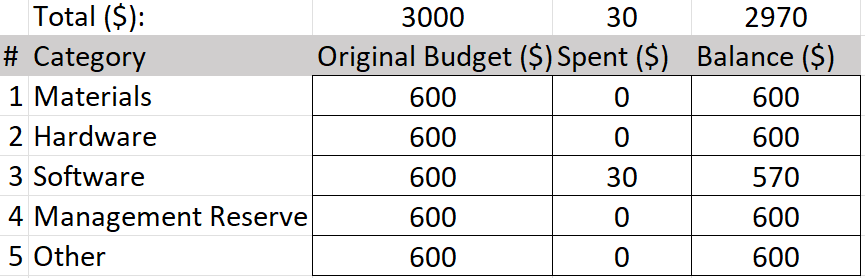 Total ($): 3000 30 2970
# Category Original Budget ($) Spent ($) Balance ($)
1 Materials 600 0 600
2 Hardware 600 0 600
3 Software 600 30 570
4 Management Reserve 600 0 600
5 Other 600 0 600